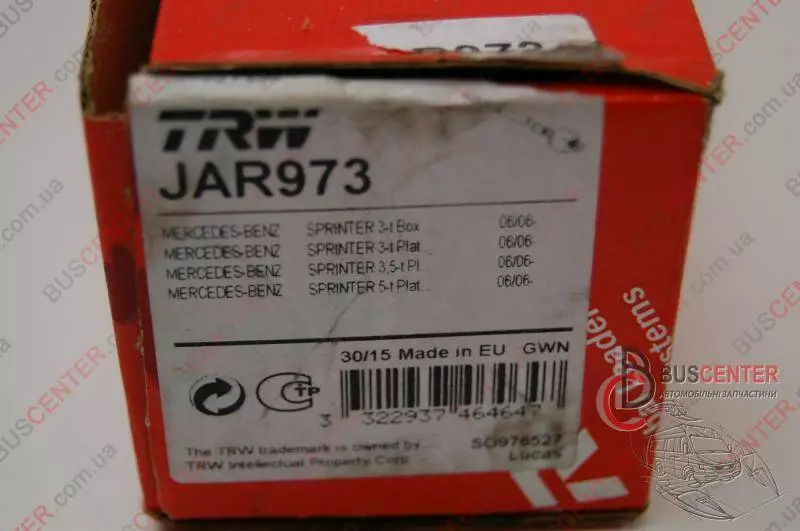 TRW
JAR973
MERCEDES-BENZ SPRINTER 3-t Box 06/06-
MERCEDES-BENZ SPRINTER 3-t Plat... 06/06-
MERCEDES-BENZ SPRINTER 3,5-t Pl... 06/06-
MERCEDES-BENZ SPRINTER 5-t Plat... 06/06-
30/15 Made in EU GWN
3 322937 464647
The TRW trademark is owned by
TRW Intellectual Property Corp.
SO976527
Lucas
BUSCENTER
АВТОМОБІЛЬНІ ЗАПЧАСТИНИ
BUSCENTER.com.ua